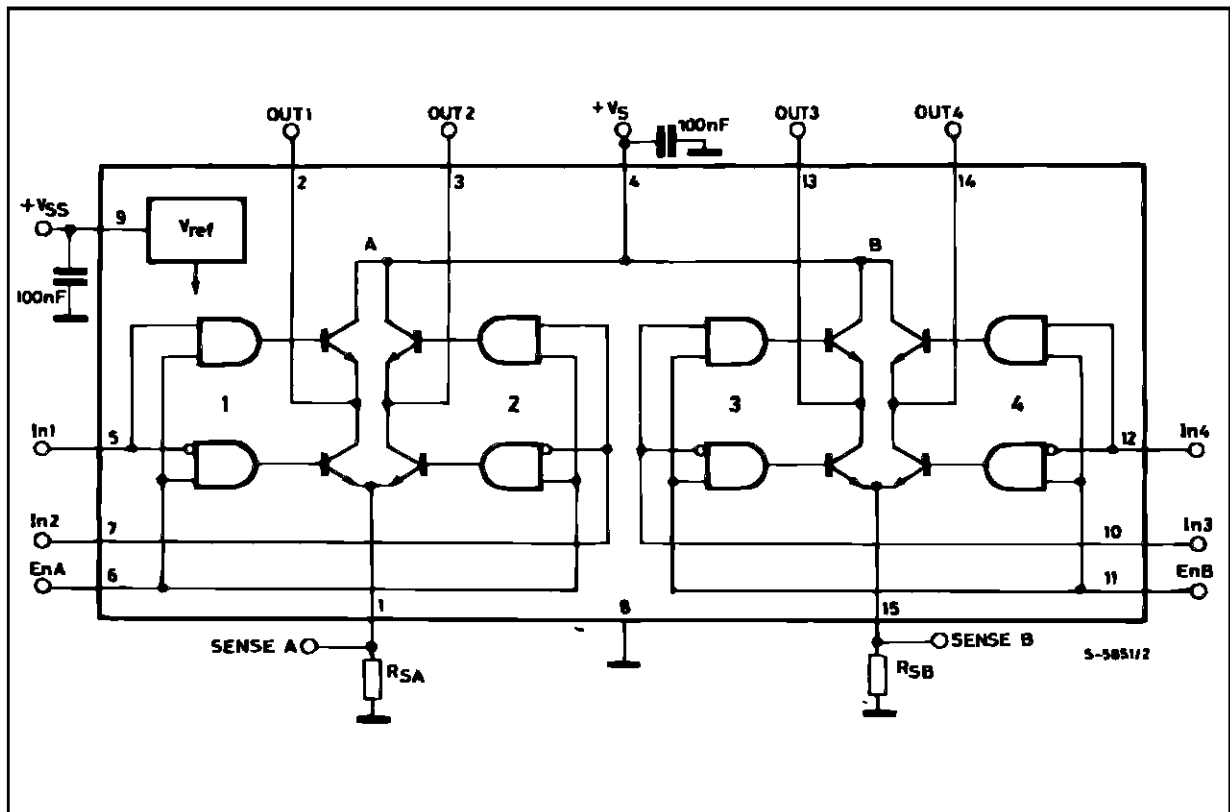 OUT1 OUT2 +VS 100nF OUT3 OUT4
2 3 4 13 14
+VSS 9 Vref A B
100nF
1 2 3 4
In1 5 12 In4
In2 7 10 In3
EnA 6 11 EnB
1 8 15
SENSE A SENSE B
RSA RSB S-5851/2